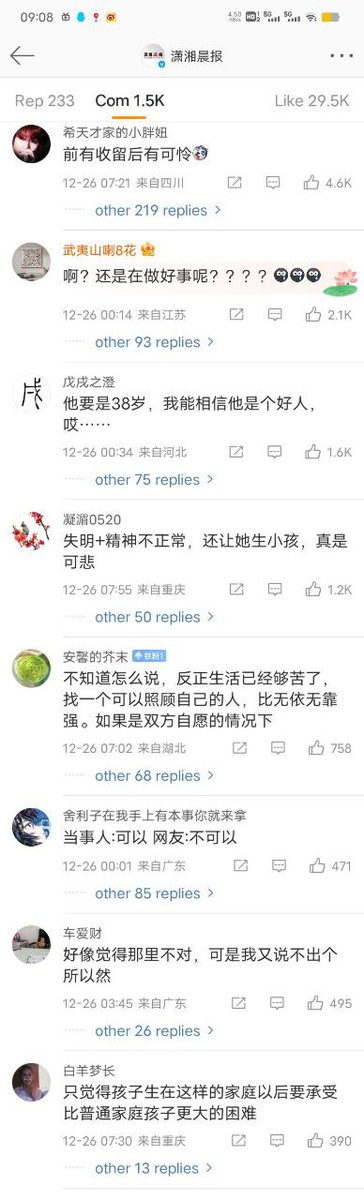 09:08
4.50
KB/s
HD 1
2
5G
5G
潇湘晨报
Rep 233 Com 1.5K Like 29.5K
希天才家的小胖妞
前有收留后有可怜
12-26 07:21 来自四川 4.6K
other 219 replies
武夷山喇8花
啊？还是在做好事呢？？？？
12-26 00:14 来自江苏 2.1K
other 93 replies
戊戌之澄
他要是38岁，我能相信他是个好人，
哎……
12-26 00:34 来自河北 1.6K
other 75 replies
凝湄0520
失明+精神不正常，还让她生小孩，真是
可悲
12-26 07:55 来自重庆 1.2K
other 50 replies
安馨的芥末 铁粉1
不知道怎么说，反正生活已经够苦了，
找一个可以照顾自己的人，比无依无靠
强。如果是双方自愿的情况下
12-26 07:02 来自湖北 758
other 68 replies
舍利子在我手上有本事你就来拿
当事人:可以 网友:不可以
12-26 00:01 来自广东 471
other 85 replies
车爱财
好像觉得那里不对，可是我又说不出个
所以然
12-26 03:45 来自广东 495
other 26 replies
白羊梦长
只觉得孩子生在这样的家庭以后要承受
比普通家庭孩子更大的困难
12-26 07:30 来自重庆 390
other 13 replies